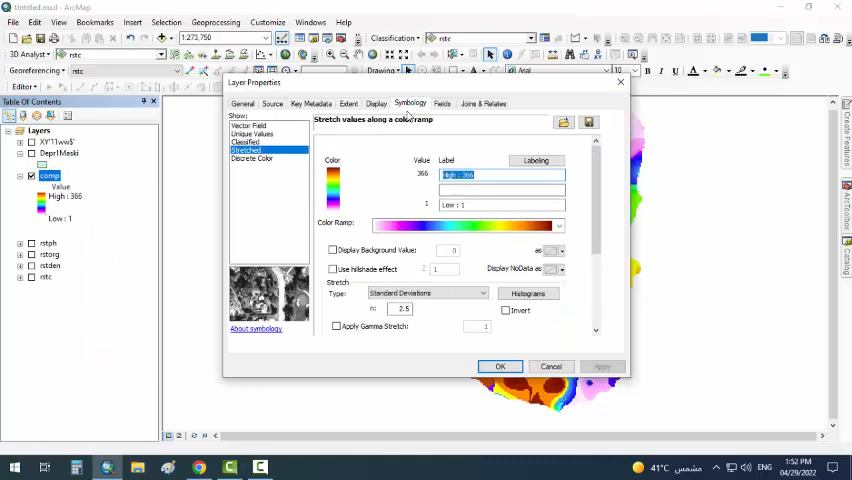 Untitled.mxd - ArcMap
File Edit View Bookmarks Insert Selection Geoprocessing Customize Windows Help
1:273,750
Classification rstc
3D Analyst rstc
Georeferencing rstc
Drawing Arial 10 B I U A
Editor
Table Of Contents
Layers
XY'11ww$'
comp
Value
High : 366
Low : 1
rstph
rstorg
rstden
rstc
Layer Properties
General Source Key Metadata Extent Display Symbology Fields Joins & Relates
Show:
Vector Field
Unique Values
Classified
Stretched
Discrete Color
About symbology
Stretch values along a color ramp
Color Value Label Labeling
366 High : 366
1 Low : 1
Color Ramp:
Display Background Value: 0 as
Use hillshade effect Z: 1 Display NoData as
Stretch
Type: Standard Deviations Histograms
n: 2.5 Invert
Apply Gamma Stretch: 1
OK Cancel Apply
Create Features
ArcToolbox
Catalog
41°C مشمس ENG 1:52 PM
04/29/2022